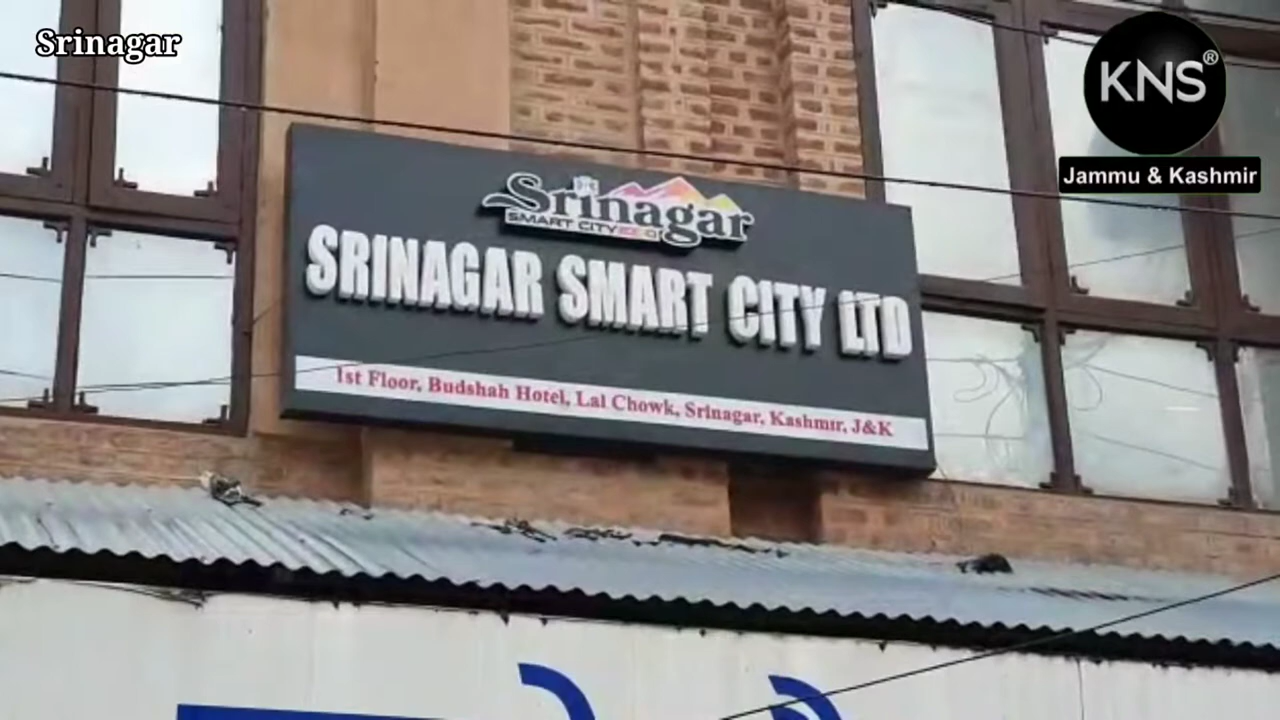 Srinagar
KNS®
Jammu & Kashmir
Srinagar
SMART CITY
SRINAGAR SMART CITY LTD
1st Floor, Budshah Hotel, Lal Chowk, Srinagar, Kashmir, J&K